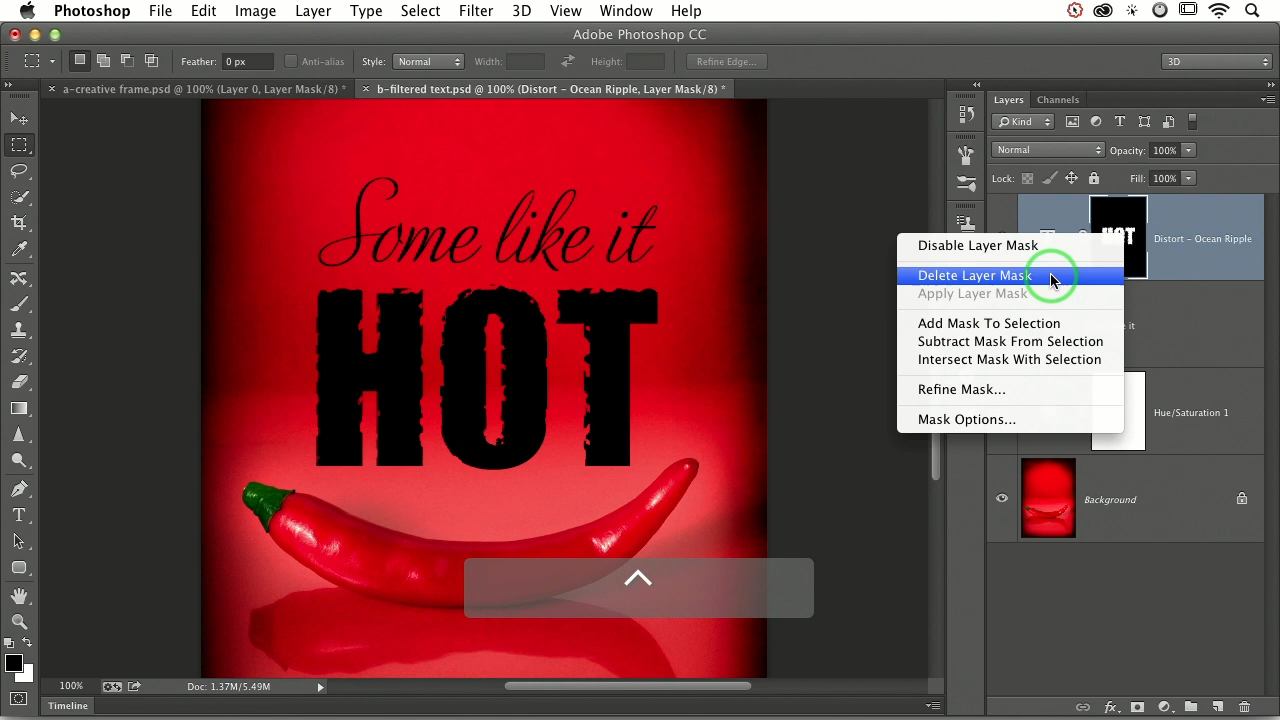 Photoshop File Edit Image Layer Type Select Filter 3D View Window Help
Adobe Photoshop CC
Feather: 0 px Anti-alias Style: Normal Width: Height: Refine Edge... 3D
a-creative frame.psd @ 100% (Layer 0, Layer Mask/8) *
b-filtered text.psd @ 100% (Distort - Ocean Ripple, Layer Mask/8) *
Layers Channels
Kind
Normal Opacity: 100%
Lock: Fill: 100%
Some like it
HOT
HOT
Distort - Ocean Ripple
Disable Layer Mask
Delete Layer Mask
Apply Layer Mask
Add Mask To Selection
Subtract Mask From Selection
Intersect Mask With Selection
Refine Mask...
Mask Options...
it
Hue/Saturation 1
Background
100% Doc: 1.37M/5.49M
Timeline